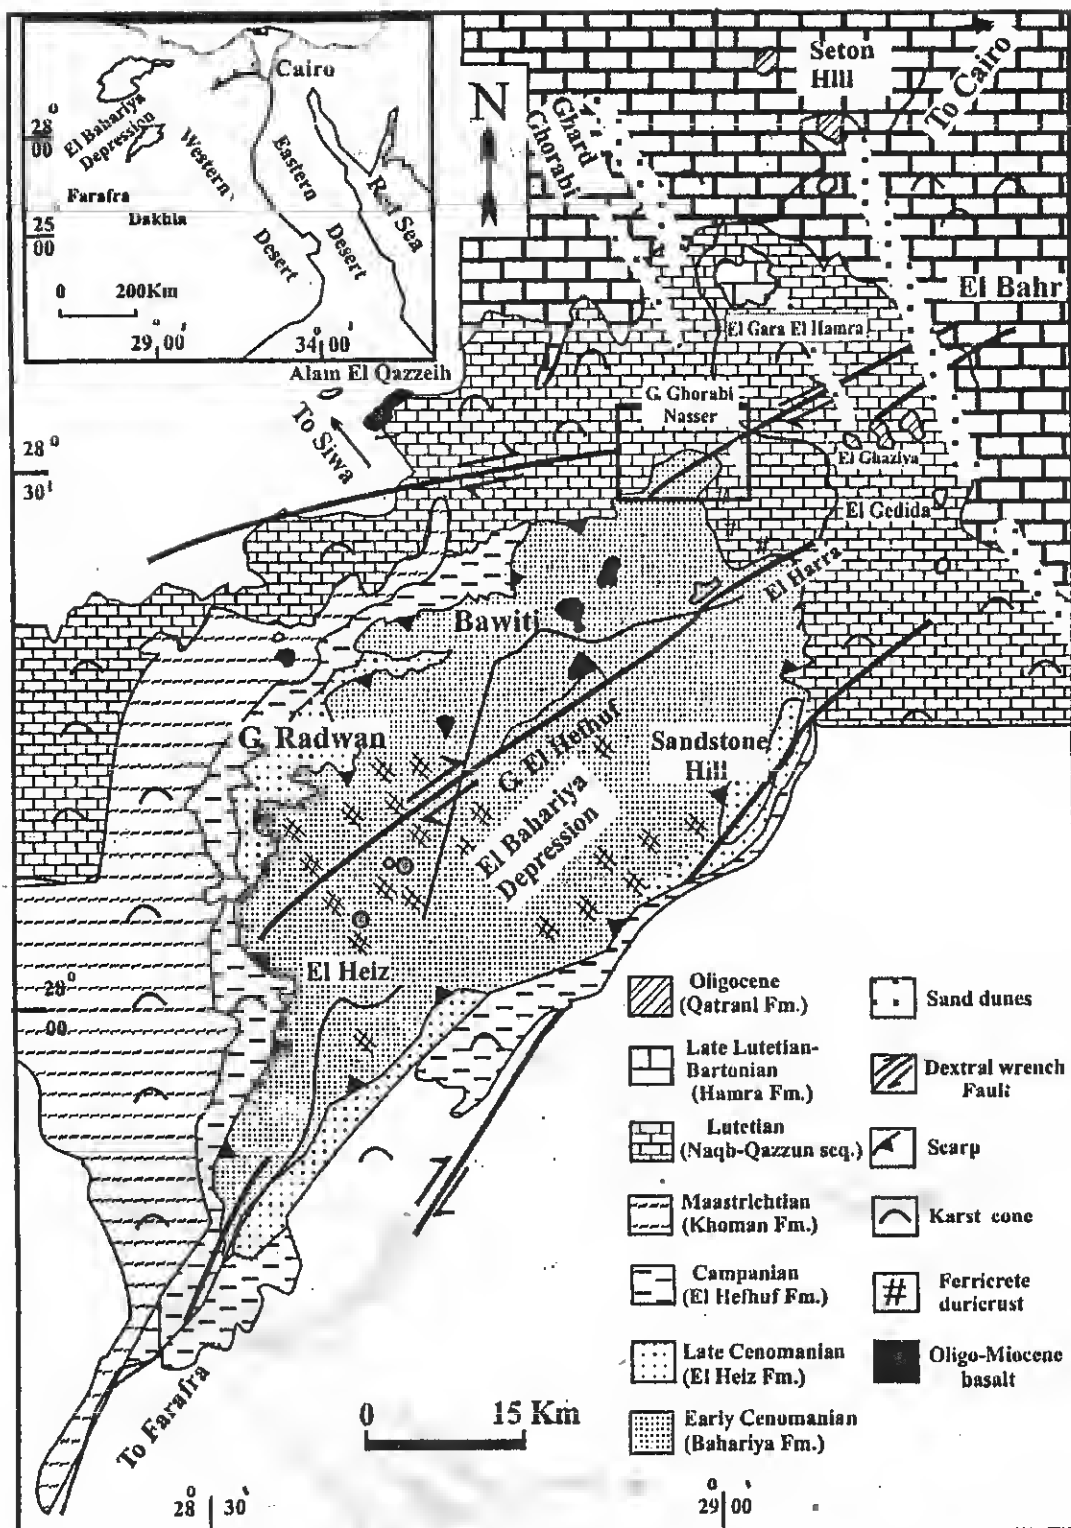 Cairo
28
00
El Bahariya
Depression
Western
Desert
Eastern
Desert
Red Sea
Farafra
Dakhla
25
00
0 200Km
29 00
34 00
N
Ghard
Ghorabi
Seton
Hill
To Cairo
El Bahr
El Gara El Hamra
Alam El Qazzeih
To Siwa
G. Ghorabi
Nasser
El Ghaziya
28°
30'
El Gedida
El Harra
Bawiti
G. Radwan
G. El Hefhuf
Sandstone
Hill
El Bahariya
Depression
El Heiz
28°
00
To Farafra
0 15 Km
28° 30'
29° 00'
Oligocene
(Qatrani Fm.)
Late Lutetian-
Bartonian
(Hamra Fm.)
Lutetian
(Naqb-Qazzun seq.)
Maastrichtian
(Khoman Fm.)
Campanian
(El Hefhuf Fm.)
Late Cenomanian
(El Heiz Fm.)
Early Cenomanian
(Bahariya Fm.)
Sand dunes
Dextral wrench
Fauli
Scarp
Karst cone
Ferricrete
duricrust
Oligo-Miocene
basalt